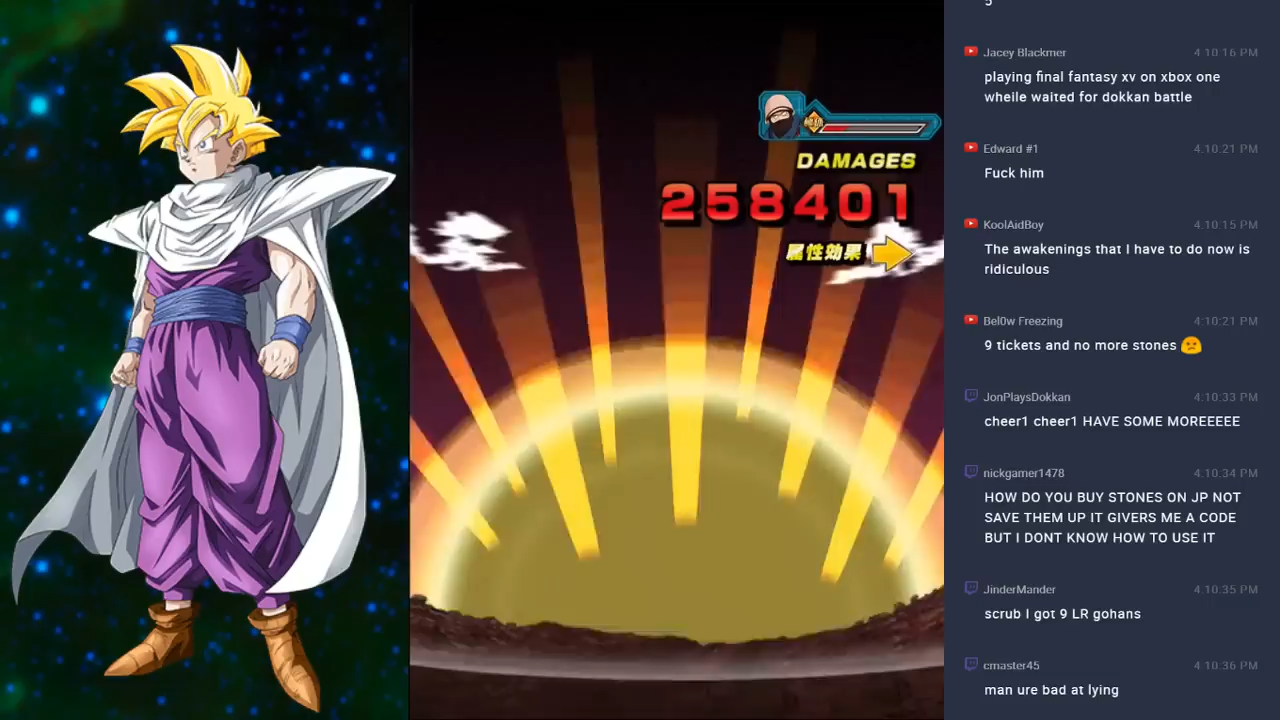 DAMAGES
258401
属性効果
5
Jacey Blackmer 4:10:16 PM
playing final fantasy xv on xbox one
wheile waited for dokkan battle
Edward #1 4:10:21 PM
Fuck him
KoolAidBoy 4:10:15 PM
The awakenings that I have to do now is
ridiculous
Bel0w Freezing 4:10:21 PM
9 tickets and no more stones
JonPlaysDokkan 4:10:33 PM
cheer1 cheer1 HAVE SOME MOREEEEE
nickgamer1478 4:10:34 PM
HOW DO YOU BUY STONES ON JP NOT
SAVE THEM UP IT GIVERS ME A CODE
BUT I DONT KNOW HOW TO USE IT
JinderMander 4:10:35 PM
scrub I got 9 LR gohans
cmaster45 4:10:36 PM
man ure bad at lying